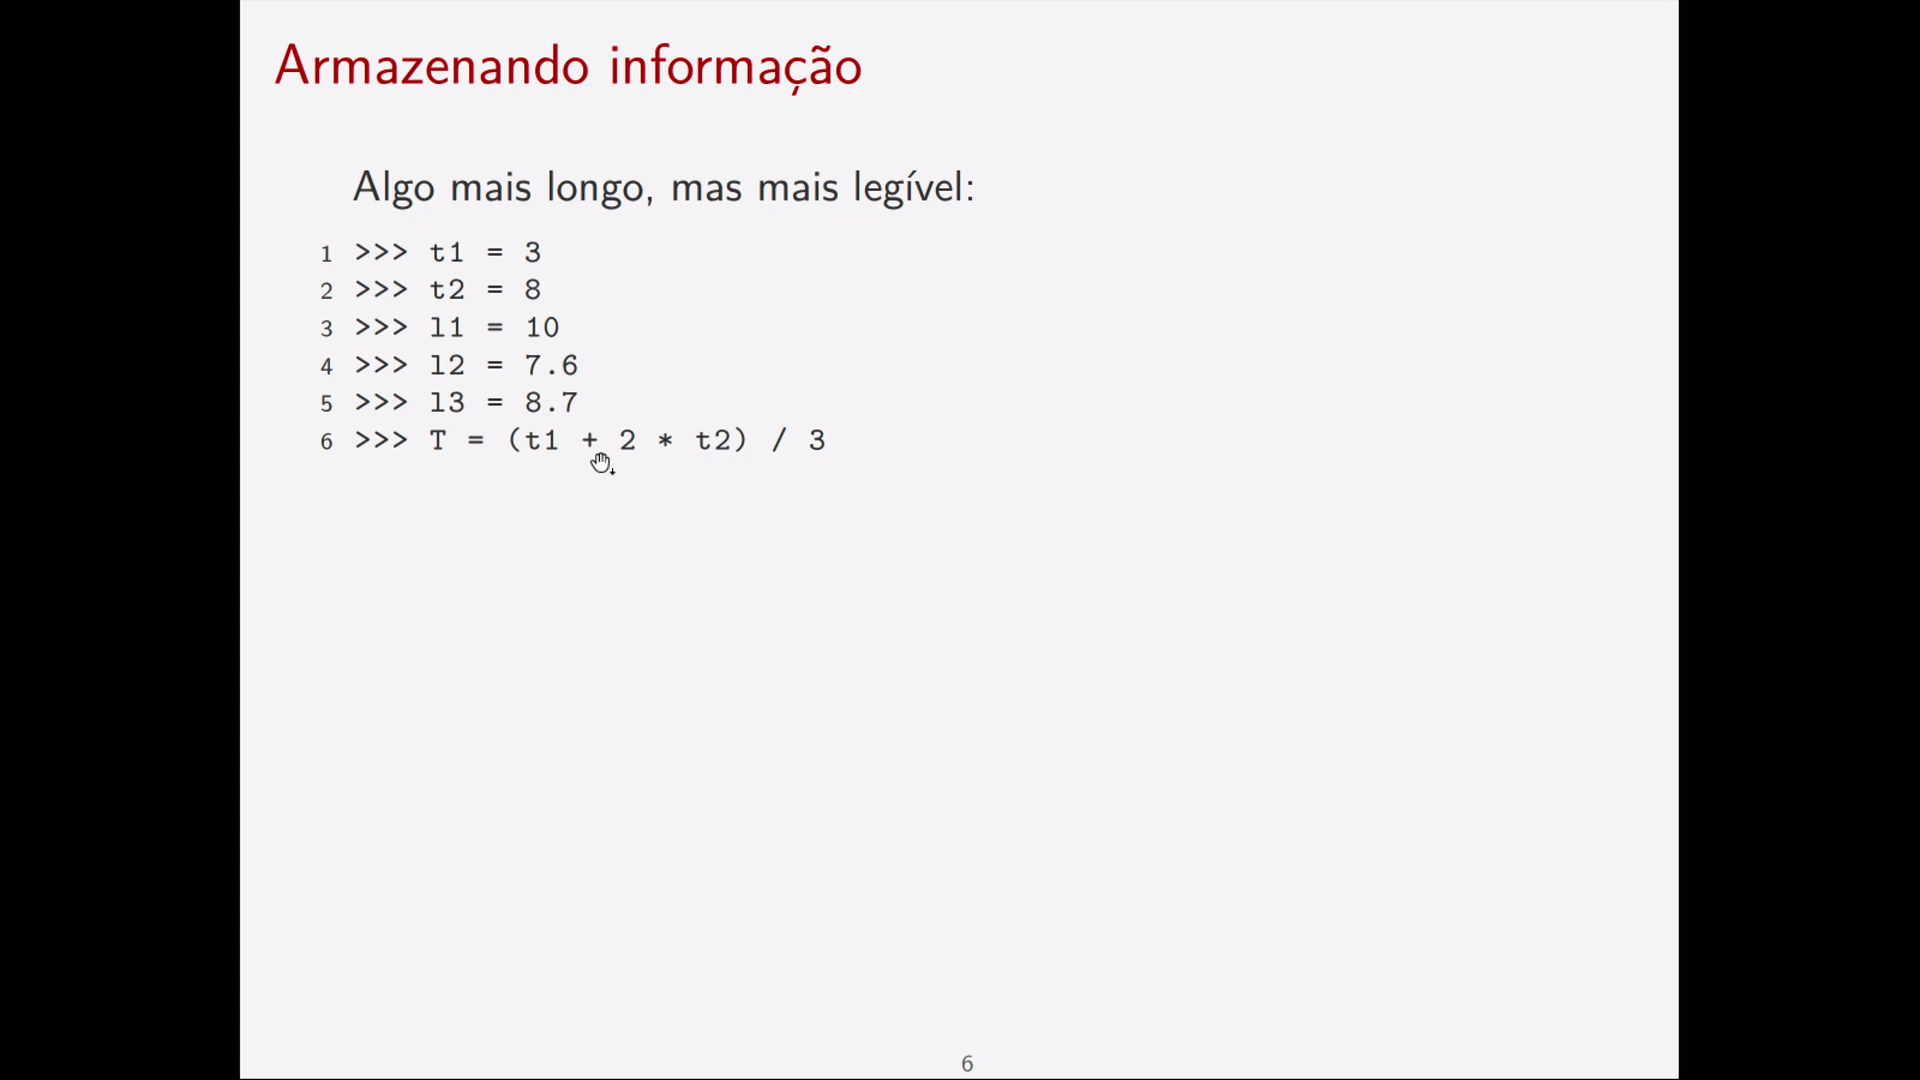 Armazenando informação
Algo mais longo, mas mais legível:
1 >>> t1 = 3
2 >>> t2 = 8
3 >>> l1 = 10
4 >>> l2 = 7.6
5 >>> l3 = 8.7
6 >>> T = (t1 + 2 * t2) / 3
6